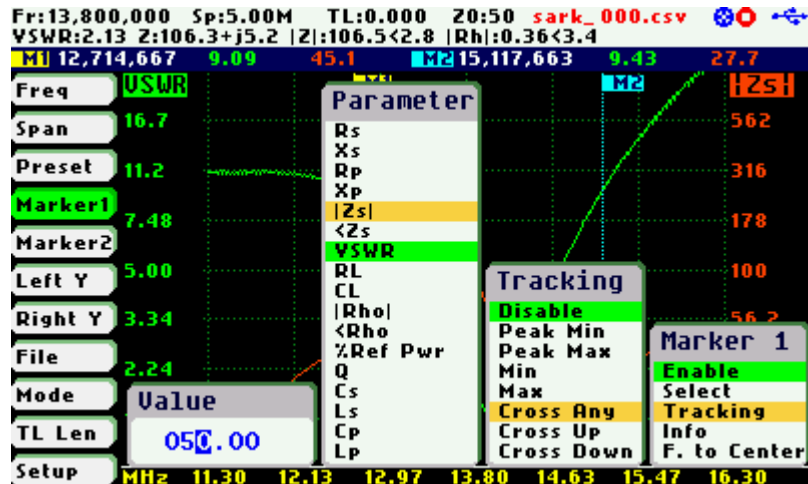 Fr:13,800,000 Sp:5.00M TL:0.000 Z0:50 sark_000.csv
VSWR:2.13 Z:106.3+j5.2 |Z|:106.5<2.8 |Rh|:0.36<3.4
M1 12,714,667 9.09 45.1 M2 15,117,663 9.43 27.7
Freq
Span
Preset
Marker1
Marker2
Left Y
Right Y
File
Mode
TL Len
Setup
VSWR
16.7
11.2
7.48
5.00
3.34
2.24
M2
|Zs|
562
316
178
100
56.2
Parameter
Rs
Xs
Rp
Xp
|Zs|
<Zs
VSWR
RL
CL
|Rho|
<Rho
%Ref Pwr
Q
Cs
Ls
Cp
Lp
Tracking
Disable
Peak Min
Peak Max
Min
Max
Cross Any
Cross Up
Cross Down
Marker 1
Enable
Select
Tracking
Info
F. to Center
Value
050.00
MHz 11.30 12.13 12.97 13.80 14.63 15.47 16.30